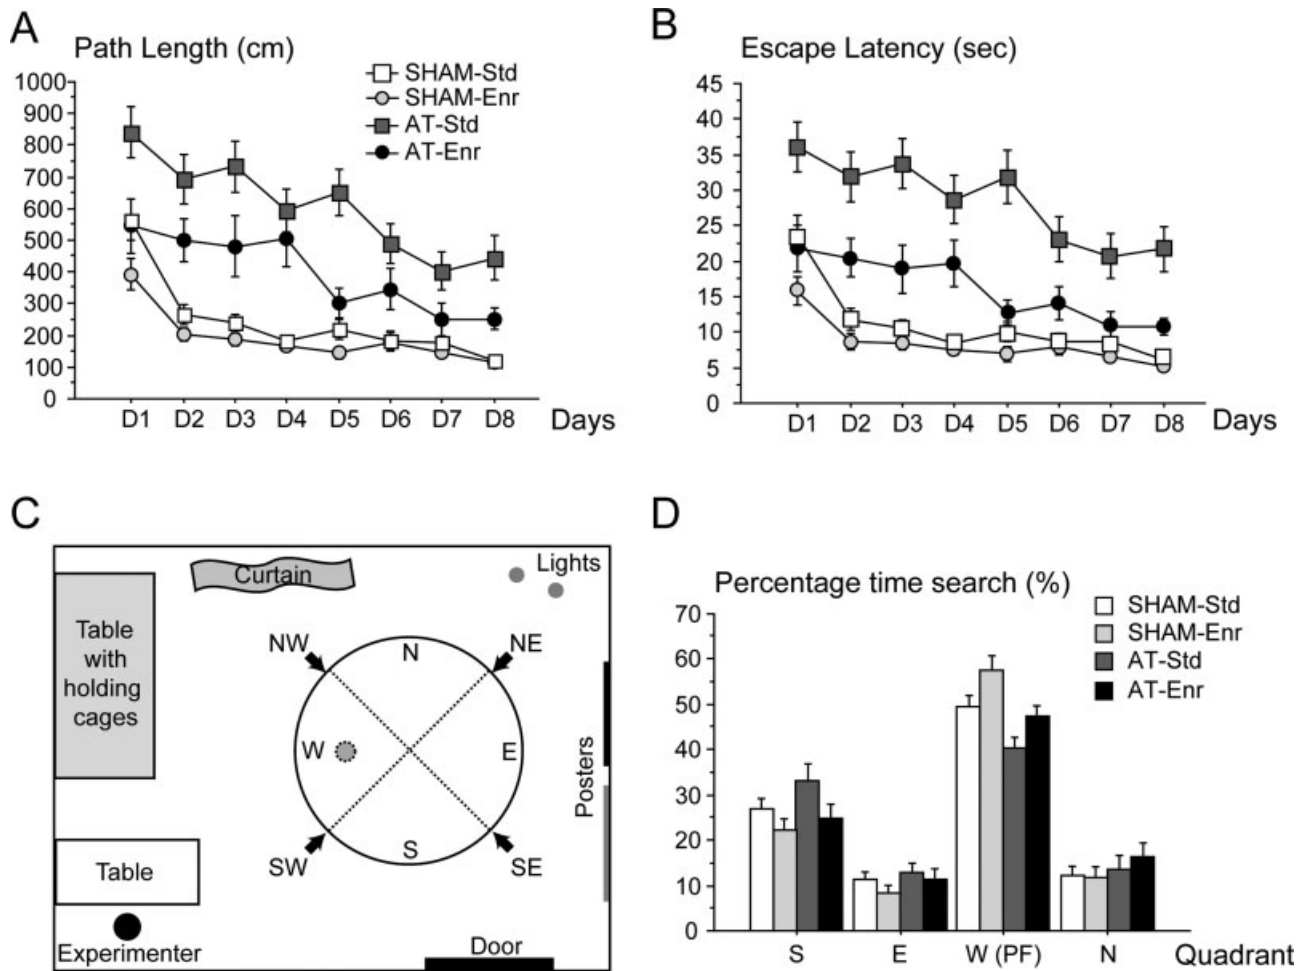 A
Path Length (cm)
1000
900
800
700
600
500
400
300
200
100
0
SHAM-Std
SHAM-Enr
AT-Std
AT-Enr
D1 D2 D3 D4 D5 D6 D7 D8 Days
B
Escape Latency (sec)
45
40
35
30
25
20
15
10
5
0
D1 D2 D3 D4 D5 D6 D7 D8 Days
C
Curtain
Lights
Table
with
holding
cages
NW
N
NE
W
E
Posters
SW
S
SE
Table
Experimenter
Door
D
Percentage time search (%)
70
60
50
40
30
20
10
0
SHAM-Std
SHAM-Enr
AT-Std
AT-Enr
S E W (PF) N Quadrant